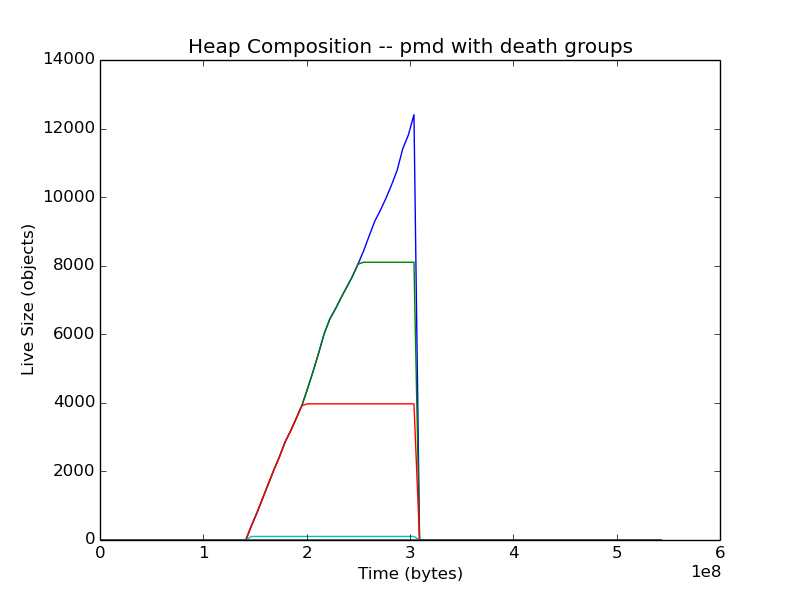 Heap Composition -- pmd with death groups
14000
12000
10000
8000
6000
4000
2000
0
Live Size (objects)
0 1 2 3 4 5 6
1e8
Time (bytes)